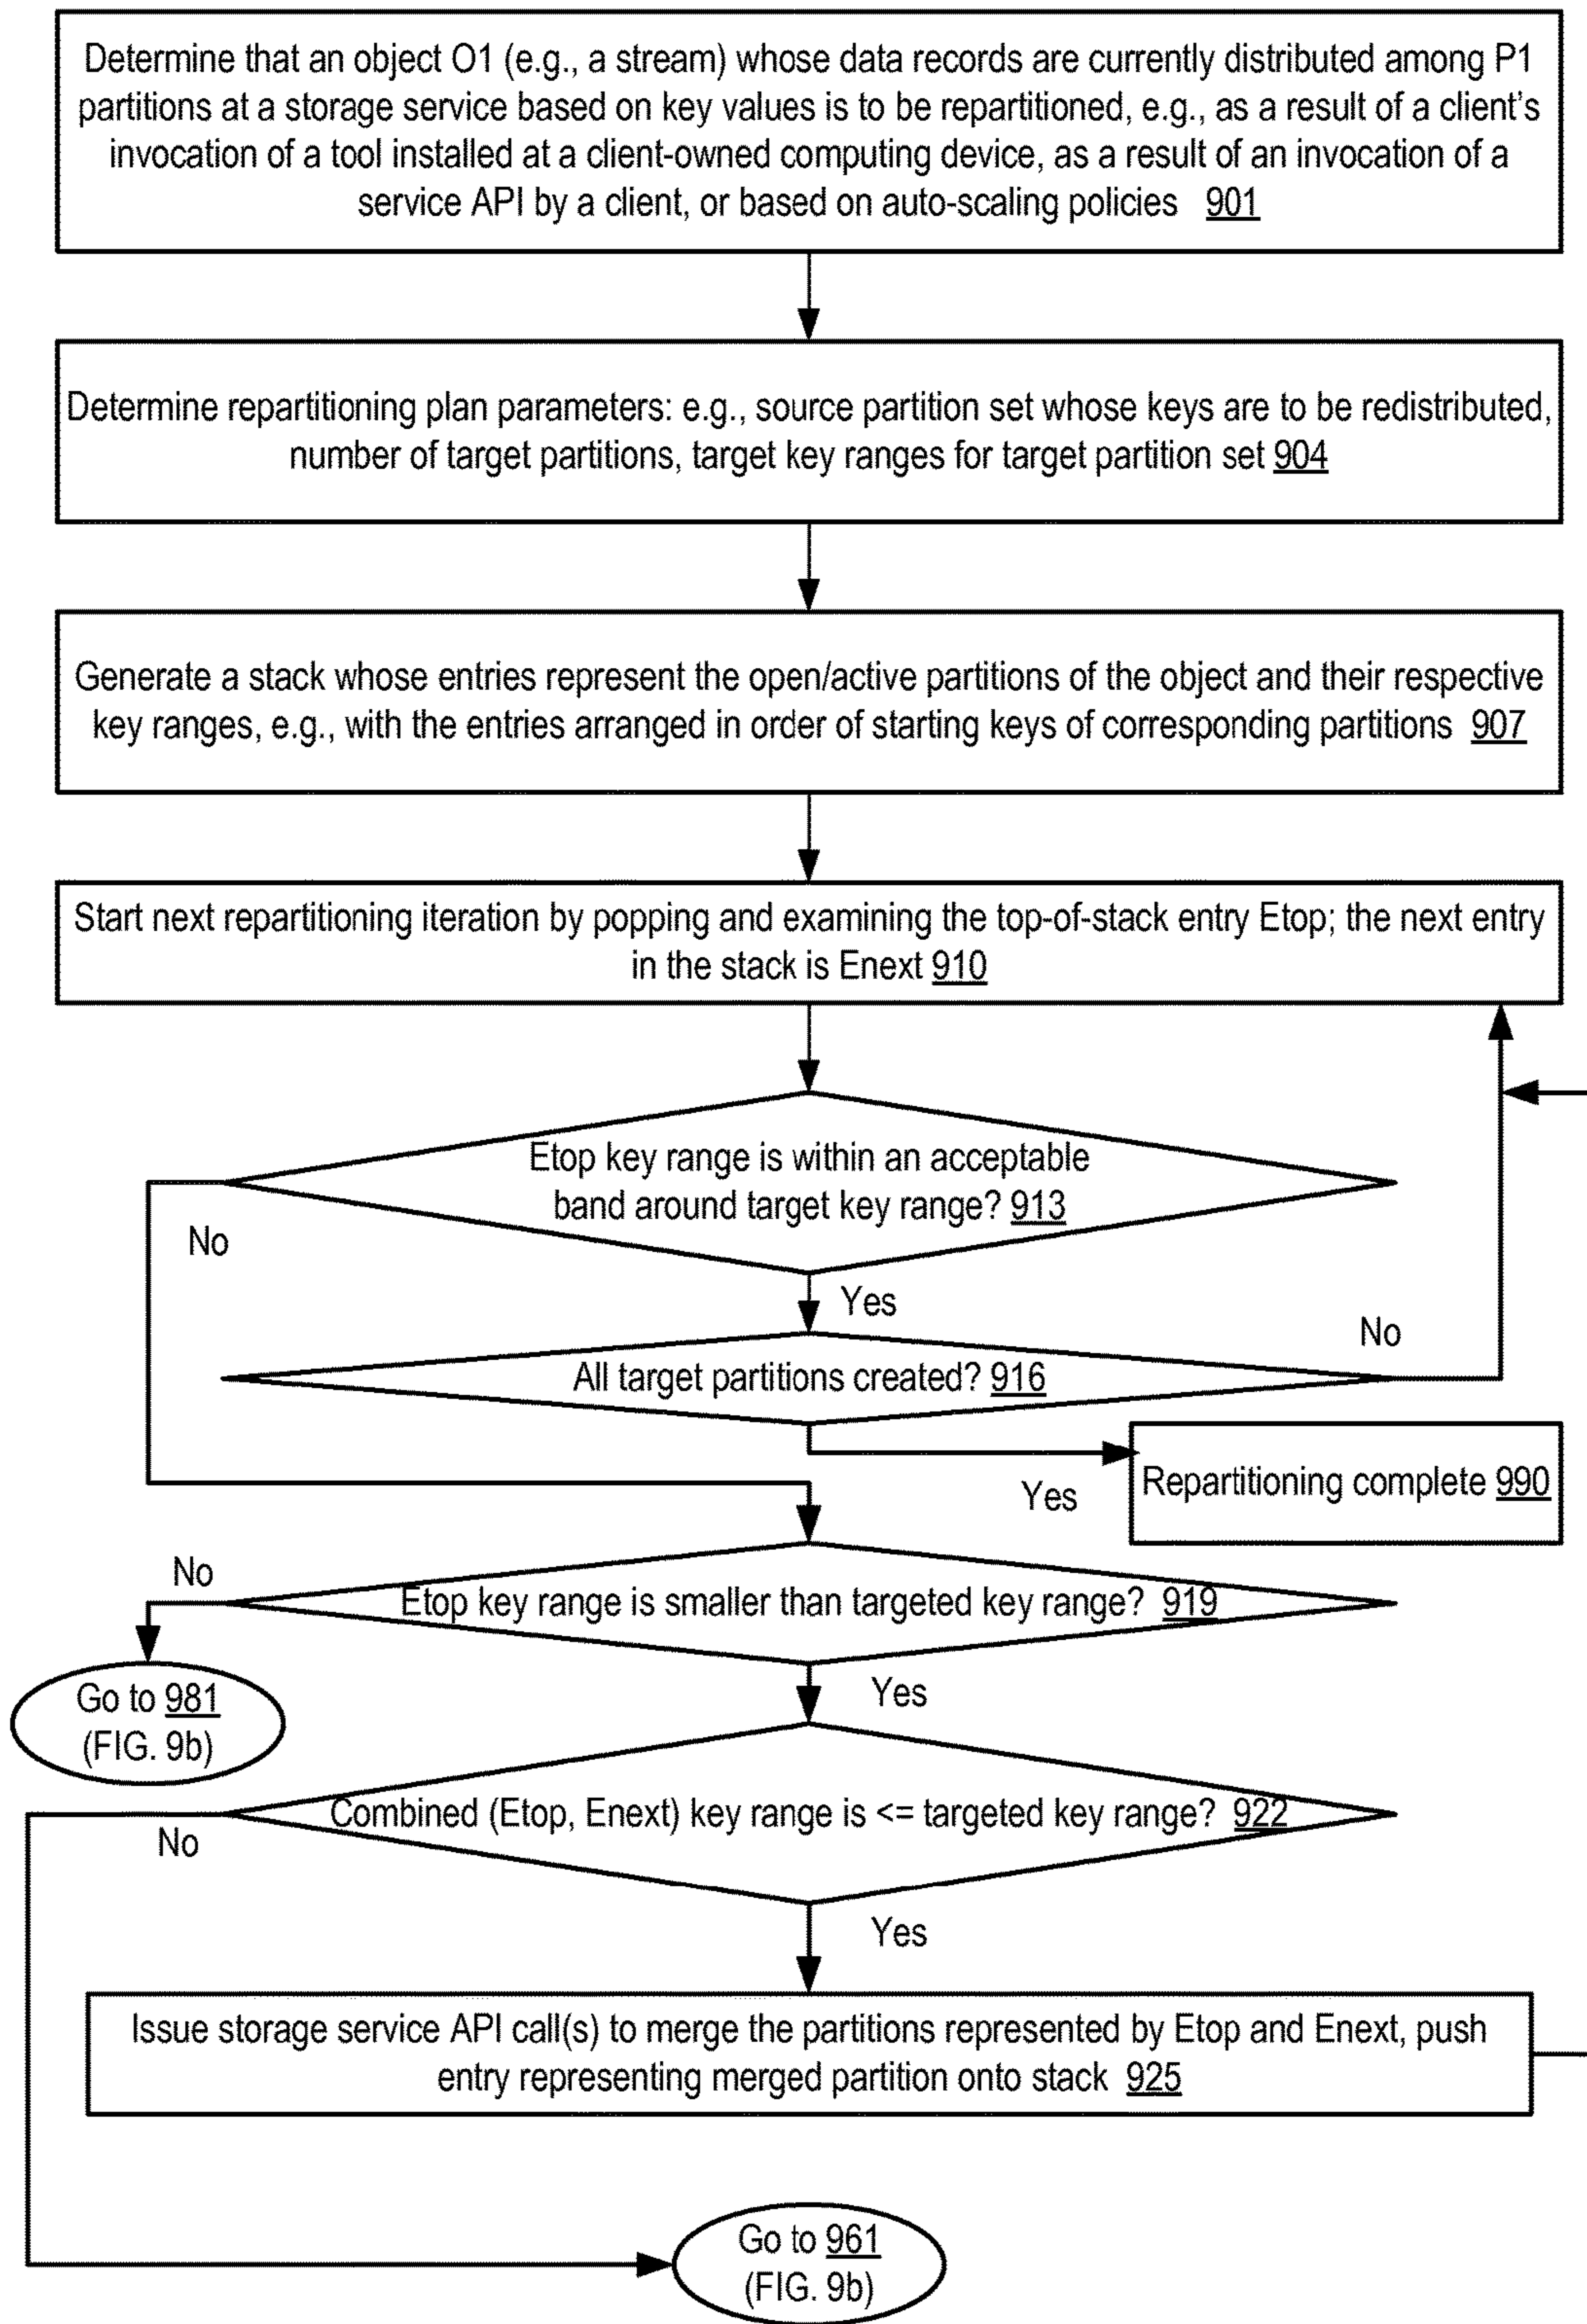 Determine that an object O1 (e.g., a stream) whose data records are currently distributed among P1
partitions at a storage service based on key values is to be repartitioned, e.g., as a result of a client's
invocation of a tool installed at a client-owned computing device, as a result of an invocation of a
service API by a client, or based on auto-scaling policies 901
Determine repartitioning plan parameters: e.g., source partition set whose keys are to be redistributed,
number of target partitions, target key ranges for target partition set 904
Generate a stack whose entries represent the open/active partitions of the object and their respective
key ranges, e.g., with the entries arranged in order of starting keys of corresponding partitions 907
Start next repartitioning iteration by popping and examining the top-of-stack entry Etop; the next entry
in the stack is Enext 910
Etop key range is within an acceptable
band around target key range? 913
No
Yes
No
All target partitions created? 916
Yes
Repartitioning complete 990
No
Etop key range is smaller than targeted key range? 919
Go to 981
(FIG. 9b)
Yes
Combined (Etop, Enext) key range is <= targeted key range? 922
No
Yes
Issue storage service API call(s) to merge the partitions represented by Etop and Enext, push
entry representing merged partition onto stack 925
Go to 961
(FIG. 9b)